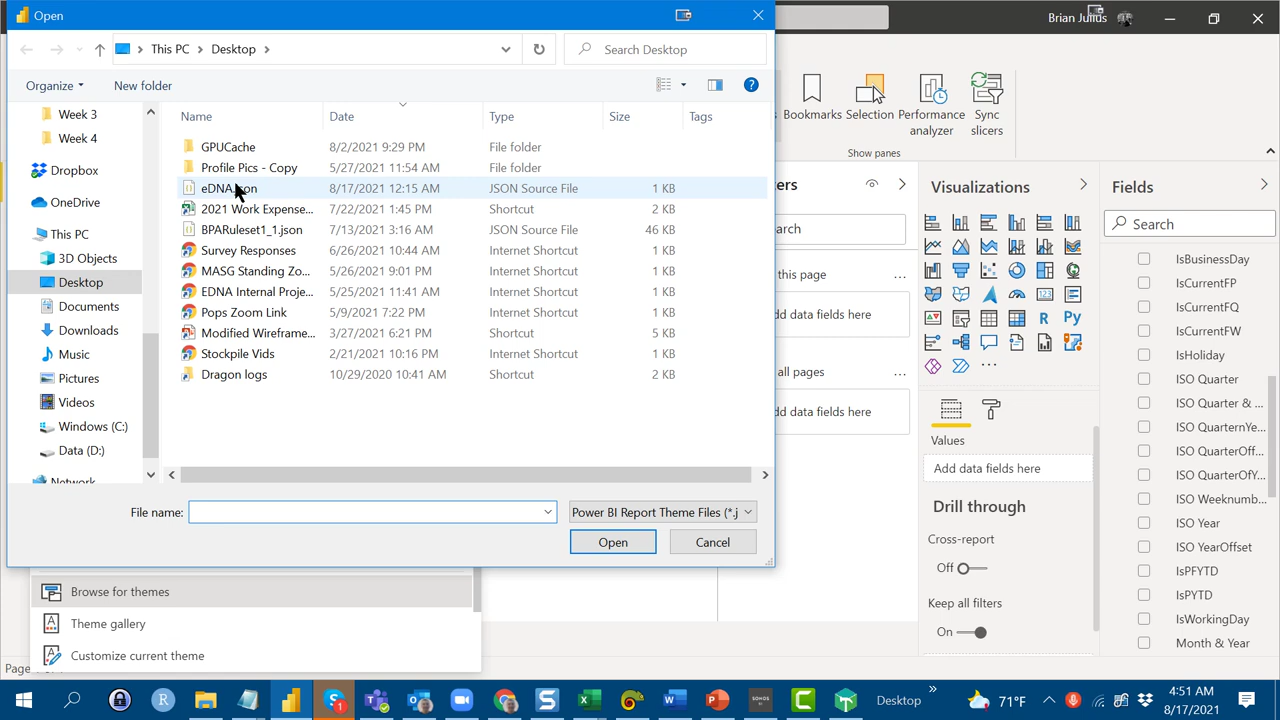 Open
Brian Julius
This PC
Desktop
Search Desktop
Organize
New folder
Week 3
Week 4
Dropbox
OneDrive
This PC
3D Objects
Desktop
Documents
Downloads
Music
Pictures
Videos
Windows (C:)
Data (D:)
Network
Name Date Type Size Tags
GPUCache 8/2/2021 9:29 PM File folder
Profile Pics - Copy 5/27/2021 11:54 AM File folder
8/17/2021 12:15 AM JSON Source File 1 KB
2021 Work Expense... 7/22/2021 1:45 PM Shortcut 2 KB
BPARuleset1_1.json 7/13/2021 3:16 AM JSON Source File 46 KB
Survey Responses 6/26/2021 10:44 AM Internet Shortcut 1 KB
MASG Standing Zo... 5/26/2021 9:01 PM Internet Shortcut 1 KB
EDNA Internal Proje... 5/25/2021 11:41 AM Internet Shortcut 1 KB
Pops Zoom Link 5/9/2021 7:22 PM Internet Shortcut 1 KB
Modified Wireframe... 3/27/2021 6:21 PM Shortcut 5 KB
Stockpile Vids 2/21/2021 10:16 PM Internet Shortcut 1 KB
Dragon logs 10/29/2020 10:41 AM Shortcut 2 KB
File name:
Power BI Report Theme Files (*.j
Open
Cancel
Browse for themes
Theme gallery
Customize current theme
Bookmarks
Selection
Performance
analyzer
Sync
slicers
Show panes
ters
arch
this page
...
dd data fields here
all pages
...
dd data fields here
Visualizations
R
Py
...
Values
Add data fields here
Drill through
Cross-report
Off
Keep all filters
On
Fields
Search
IsBusinessDay
IsCurrentFP
IsCurrentFQ
IsCurrentFW
IsHoliday
ISO Quarter
ISO Quarter & ...
ISO QuarternYe...
ISO QuarterOff...
ISO QuarterOfY...
ISO Weeknumb...
ISO Year
ISO YearOffset
IsPFYTD
IsPYTD
IsWorkingDay
Month & Year
Desktop
71°F
4:51 AM
8/17/2021